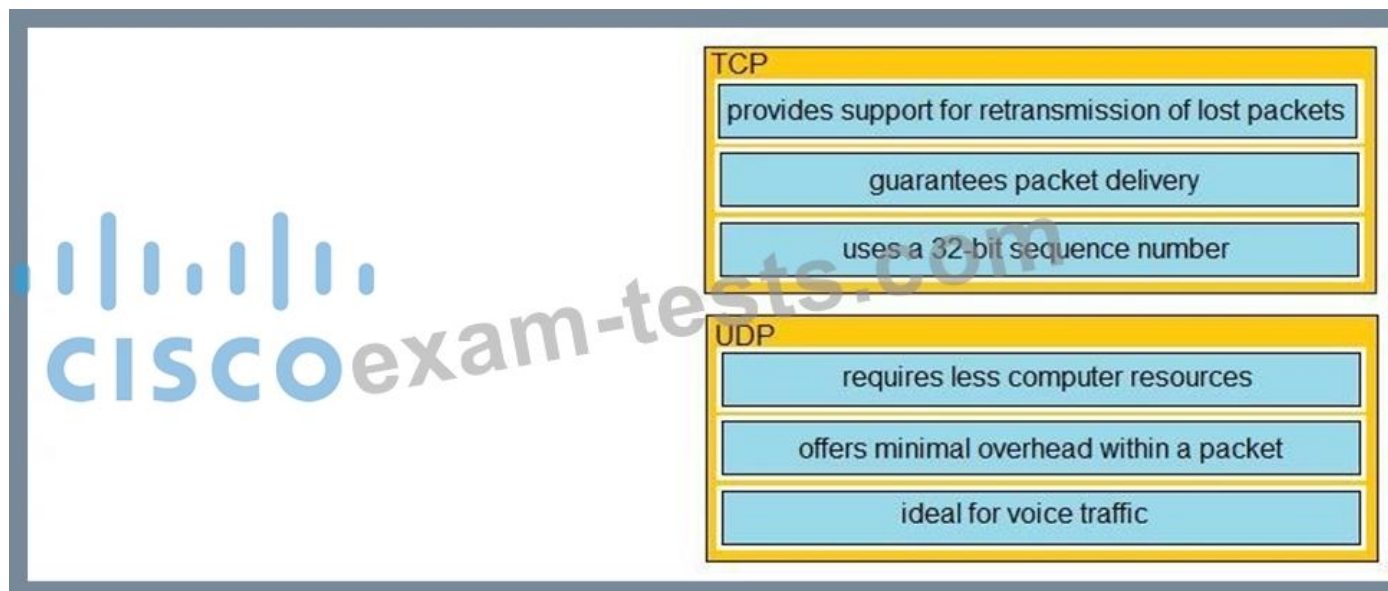 TCP
provides support for retransmission of lost packets
guarantees packet delivery
uses a 32-bit sequence number
CISCO exam-tests.com
UDP
requires less computer resources
offers minimal overhead within a packet
ideal for voice traffic